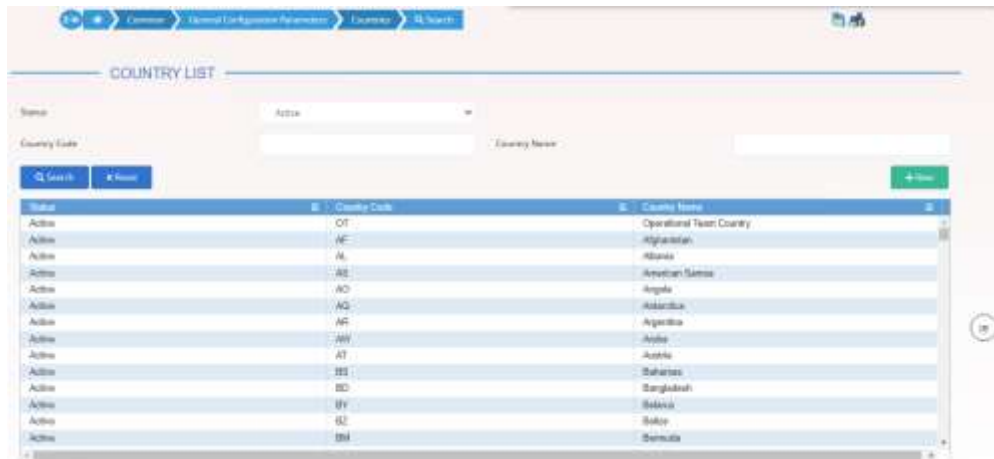 Common General Configuration Parameters Countries Search
COUNTRY LIST
Status Active
Country Code Country Name
Search Reset New
Status Country Code Country Name
Active OT Operational Team Country
Active AF Afghanistan
Active AL Albania
Active AS American Samoa
Active AO Angola
Active AQ Antarctica
Active AR Argentina
Active AW Aruba
Active AT Austria
Active BS Bahamas
Active BD Bangladesh
Active BY Belarus
Active BZ Belize
Active BM Bermuda